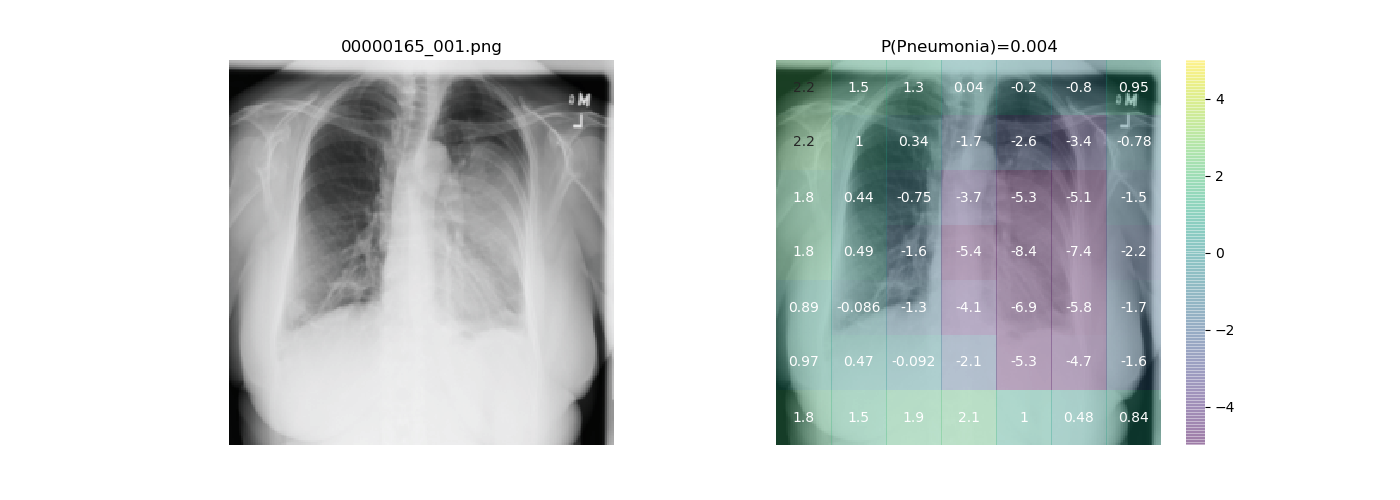 00000165_001.png
P(Pneumonia)=0.004
M
L
2.2 1.5 1.3 0.04 -0.2 -0.8 0.95
M
L
2.2 1 0.34 -1.7 -2.6 -3.4 -0.78
1.8 0.44 -0.75 -3.7 -5.3 -5.1 -1.5
1.8 0.49 -1.6 -5.4 -8.4 -7.4 -2.2
0.89 -0.086 -1.3 -4.1 -6.9 -5.8 -1.7
0.97 0.47 -0.092 -2.1 -5.3 -4.7 -1.6
1.8 1.5 1.9 2.1 1 0.48 0.84
4
2
0
−2
−4